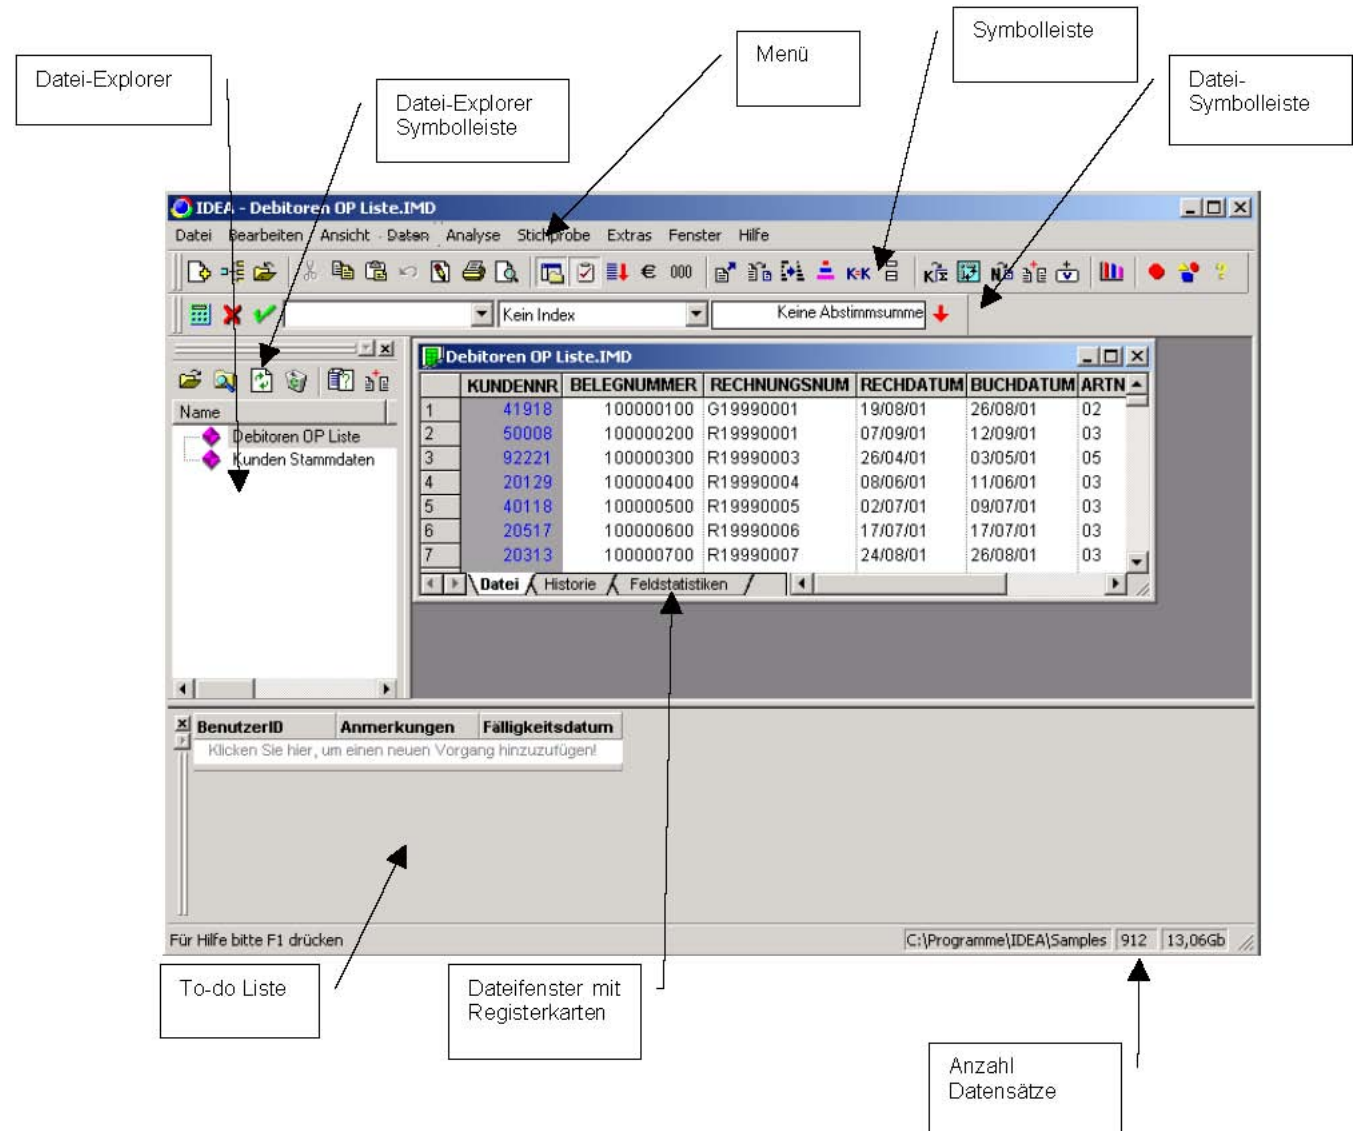 Symbolleiste
Menü
Datei-Explorer
Datei-
Symbolleiste
Datei-Explorer
Symbolleiste
IDEA - Debitoren OP Liste.IMD
Datei Bearbeiten Ansicht Daten Analyse Stichprobe Extras Fenster Hilfe
€ 000 K=K
Kein Index Keine Abstimmsumme
Debitoren OP Liste.IMD
KUNDENNR BELEGNUMMER RECHNUNGSNUM RECHDATUM BUCHDATUM ARTN
Name
1 41918 100000100 G19990001 19/08/01 26/08/01 02
Debitoren OP Liste
2 50008 100000200 R19990001 07/09/01 12/09/01 03
Kunden Stammdaten
3 92221 100000300 R19990003 26/04/01 03/05/01 05
4 20129 100000400 R19990004 08/06/01 11/06/01 03
5 40118 100000500 R19990005 02/07/01 09/07/01 03
6 20517 100000600 R19990006 17/07/01 17/07/01 03
7 20313 100000700 R19990007 24/08/01 26/08/01 03
Datei Historie Feldstatistiken
BenutzerID Anmerkungen Fälligkeitsdatum
Klicken Sie hier, um einen neuen Vorgang hinzuzufügen!
Für Hilfe bitte F1 drücken C:\Programme\IDEA\Samples 912 13,06Gb
To-do Liste
Dateifenster mit
Registerkarten
Anzahl
Datensätze